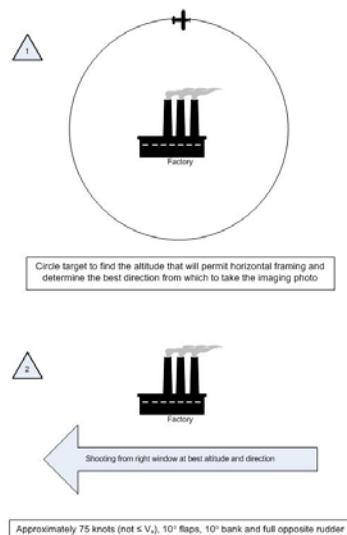 1
Factory
Circle target to find the altitude that will permit horizontal framing and
determine the best direction from which to take the imaging photo
2
Factory
Shooting from right window at best altitude and direction
Approximately 75 knots (not ≤ Vₛ), 10° flaps, 10° bank and full opposite rudder